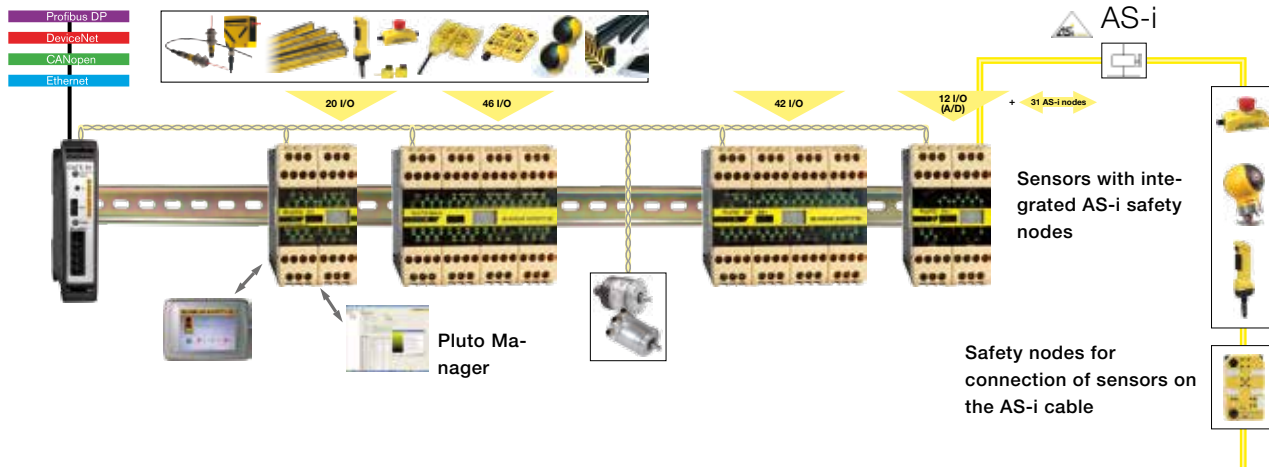 Profibus DP
DeviceNet
CANopen
Ethernet
AS-i
20 I/O
46 I/O
42 I/O
12 I/O
(A/D)
+ 31 AS-i nodes
Sensors with inte-
grated AS-i safety
nodes
Pluto Ma-
nager
Safety nodes for
connection of sensors on
the AS-i cable